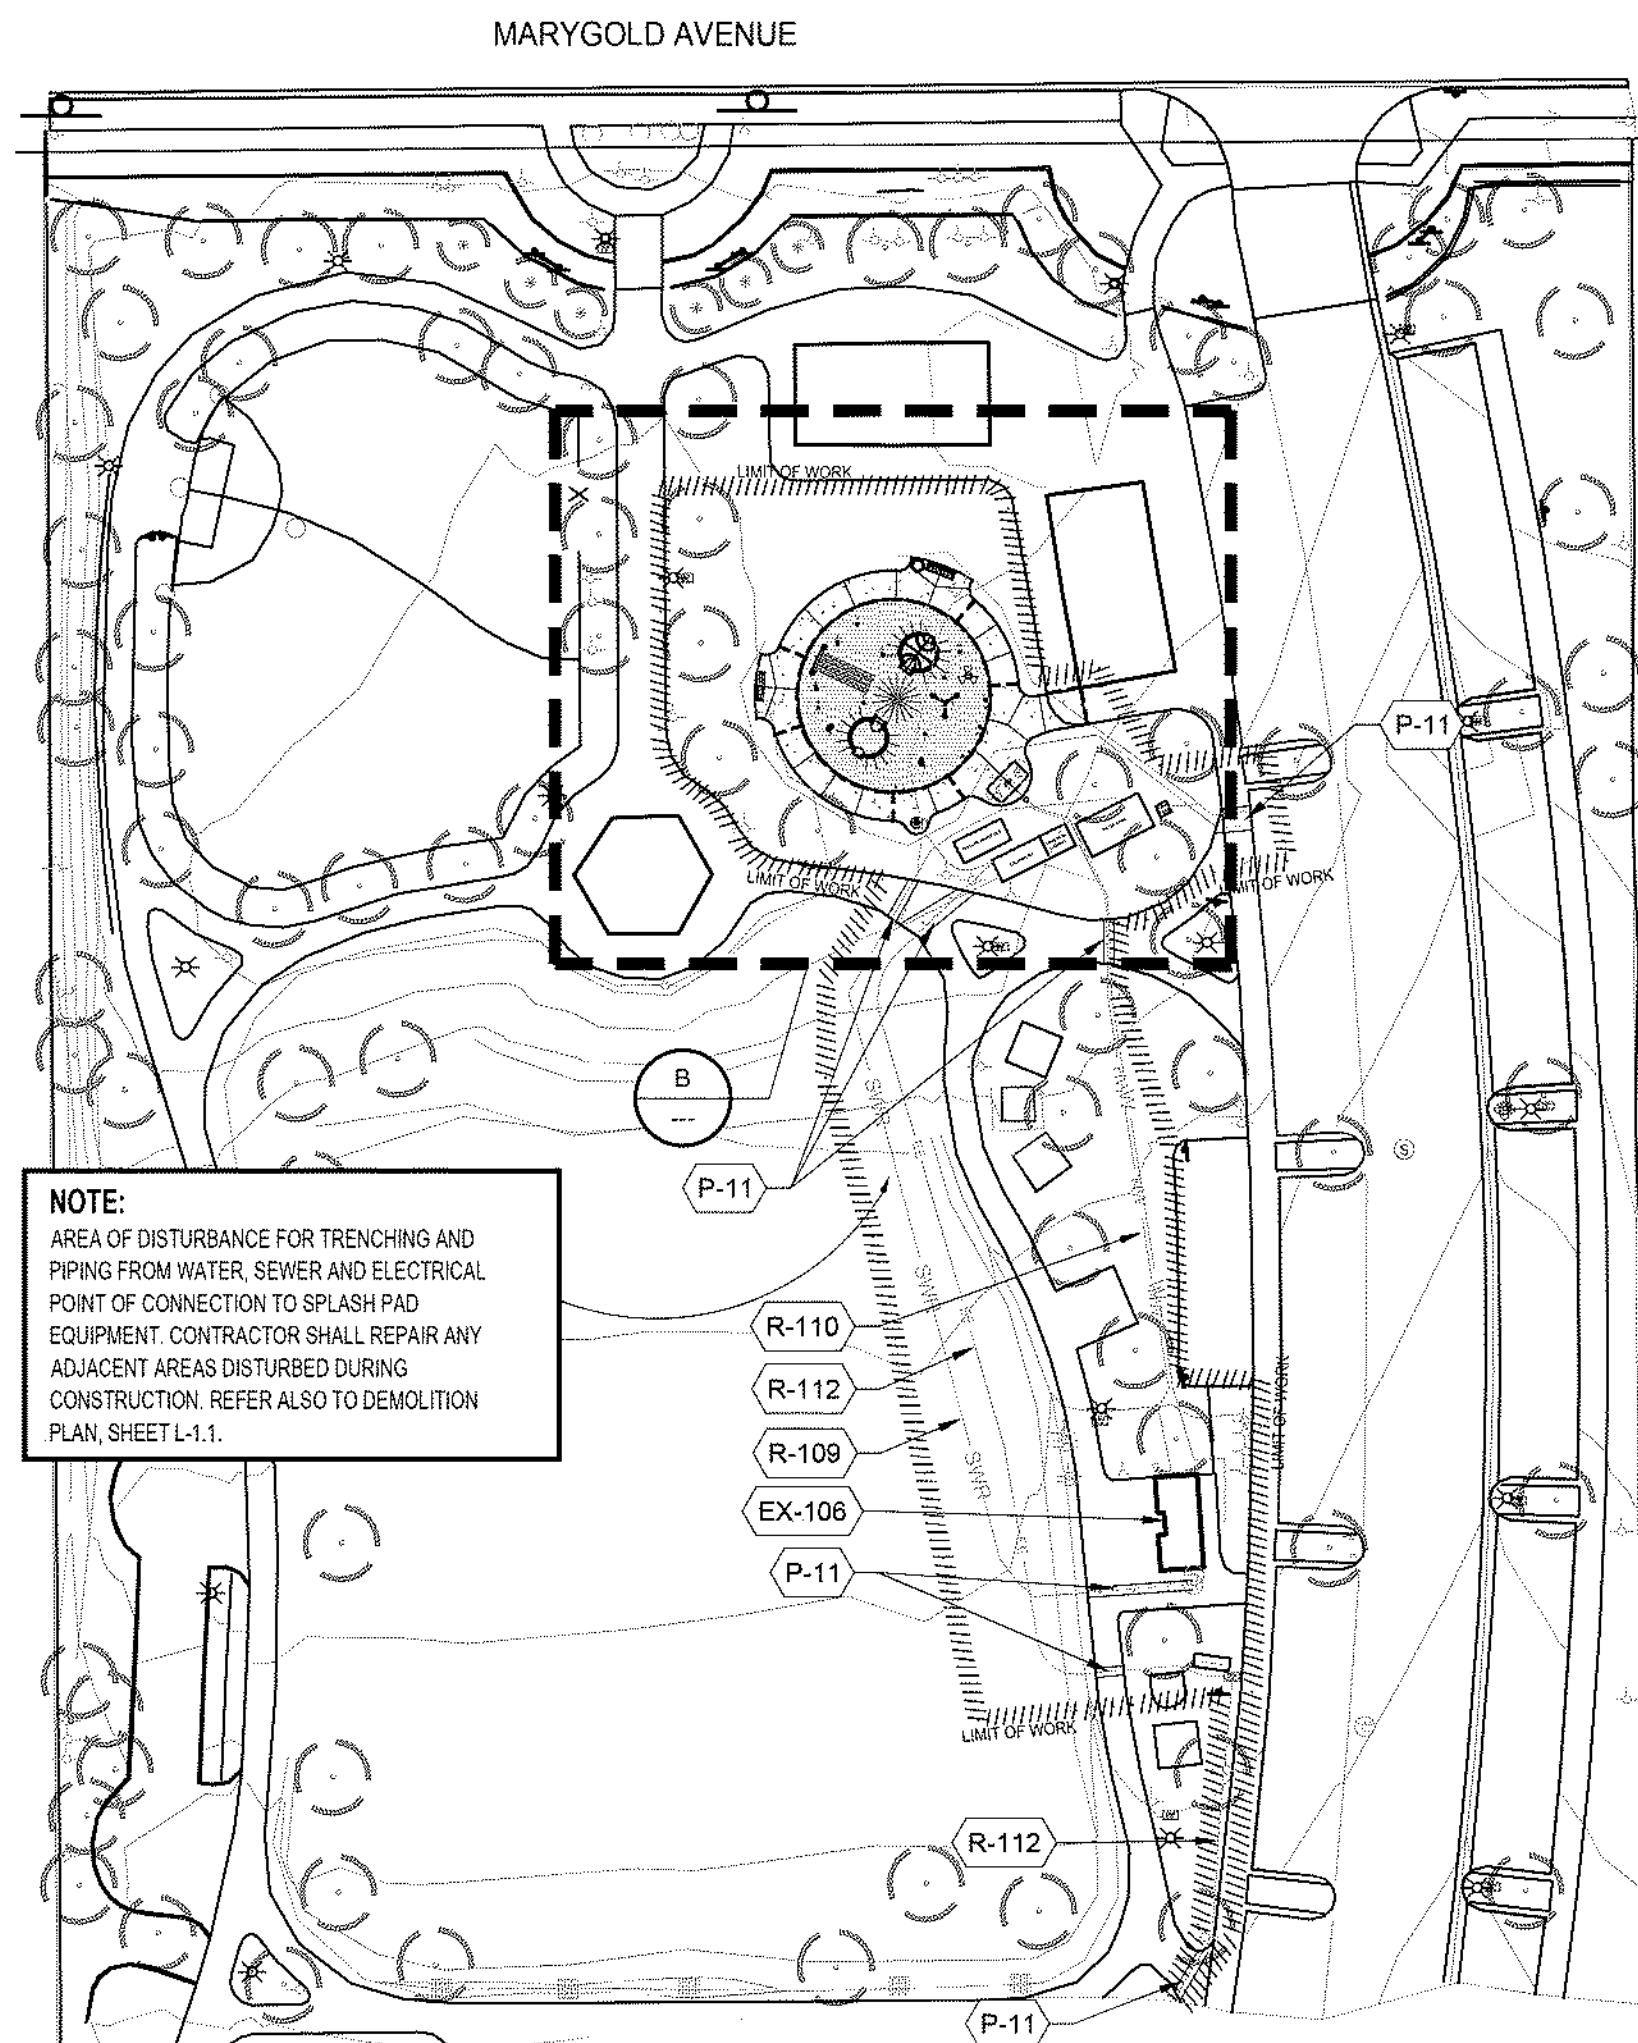 MARYGOLD AVENUE
LIMIT OF WORK
P-11
LIMIT OF WORK
LIMIT OF WORK
B
---
P-11
SWR
S
NOTE:
AREA OF DISTURBANCE FOR TRENCHING AND
PIPING FROM WATER, SEWER AND ELECTRICAL
POINT OF CONNECTION TO SPLASH PAD
EQUIPMENT. CONTRACTOR SHALL REPAIR ANY
ADJACENT AREAS DISTURBED DURING
CONSTRUCTION. REFER ALSO TO DEMOLITION
PLAN, SHEET L-1.1.
SWR
R-110
R-112
LIMIT OF WORK
R-109
SWR
EX-106
P-11
LIMIT OF WORK
R-112
P-11